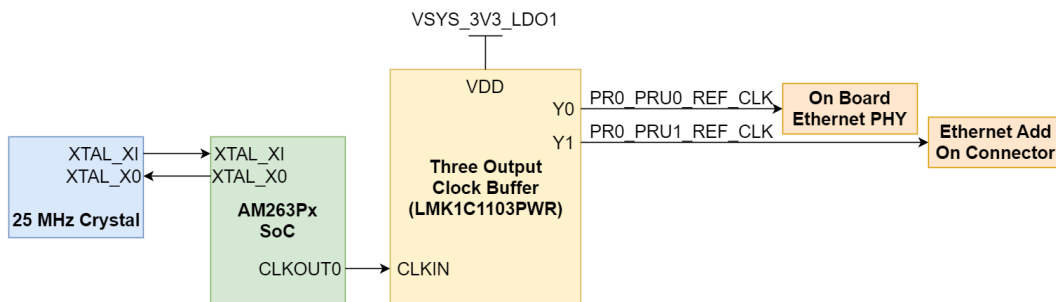 VSYS_3V3_LDO1
VDD
Y0
PR0_PRU0_REF_CLK
On Board
Ethernet PHY
Y1
PR0_PRU1_REF_CLK
Ethernet Add
On Connector
XTAL_XI
XTAL_X0
25 MHz Crystal
XTAL_XI
XTAL_X0
AM263Px
SoC
CLKOUT0
Three Output
Clock Buffer
(LMK1C1103PWR)
CLKIN